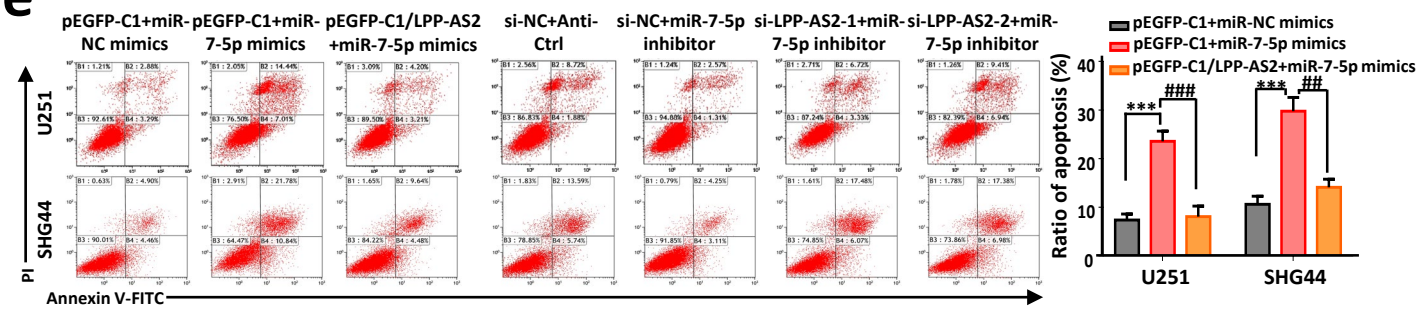 e
pEGFP-C1+miR-NC mimics
pEGFP-C1+miR-7-5p mimics
pEGFP-C1/LPP-AS2+miR-7-5p mimics
si-NC+Anti-Ctrl
si-NC+miR-7-5p inhibitor
si-LPP-AS2-1+miR-7-5p inhibitor
si-LPP-AS2-2+miR-7-5p inhibitor
U251
B1 : 1.21% B2 : 2.88%
B3 : 92.61% B4 : 3.29%
B1 : 2.05% B2 : 14.44%
B3 : 76.50% B4 : 7.01%
B1 : 3.09% B2 : 4.20%
B3 : 89.50% B4 : 3.21%
B1 : 2.56% B2 : 8.72%
B3 : 86.83% B4 : 1.88%
B1 : 1.24% B2 : 2.57%
B3 : 94.88% B4 : 1.31%
B1 : 2.71% B2 : 6.72%
B3 : 87.24% B4 : 3.33%
B1 : 1.26% B2 : 9.41%
B3 : 82.39% B4 : 6.94%
SHG44
B1 : 0.63% B2 : 4.90%
B3 : 90.01% B4 : 4.46%
B1 : 2.91% B2 : 21.78%
B3 : 64.47% B4 : 10.84%
B1 : 1.65% B2 : 9.64%
B3 : 84.22% B4 : 4.48%
B1 : 1.83% B2 : 13.59%
B3 : 78.85% B4 : 5.74%
B1 : 0.79% B2 : 4.25%
B3 : 91.85% B4 : 3.11%
B1 : 1.61% B2 : 17.48%
B3 : 74.85% B4 : 6.07%
B1 : 1.78% B2 : 17.38%
B3 : 73.86% B4 : 6.98%
PI
Annexin V-FITC
pEGFP-C1+miR-NC mimics
pEGFP-C1+miR-7-5p mimics
pEGFP-C1/LPP-AS2+miR-7-5p mimics
Ratio of apoptosis (%)
40
30
20
10
0
*** ###
*** ##
U251 SHG44